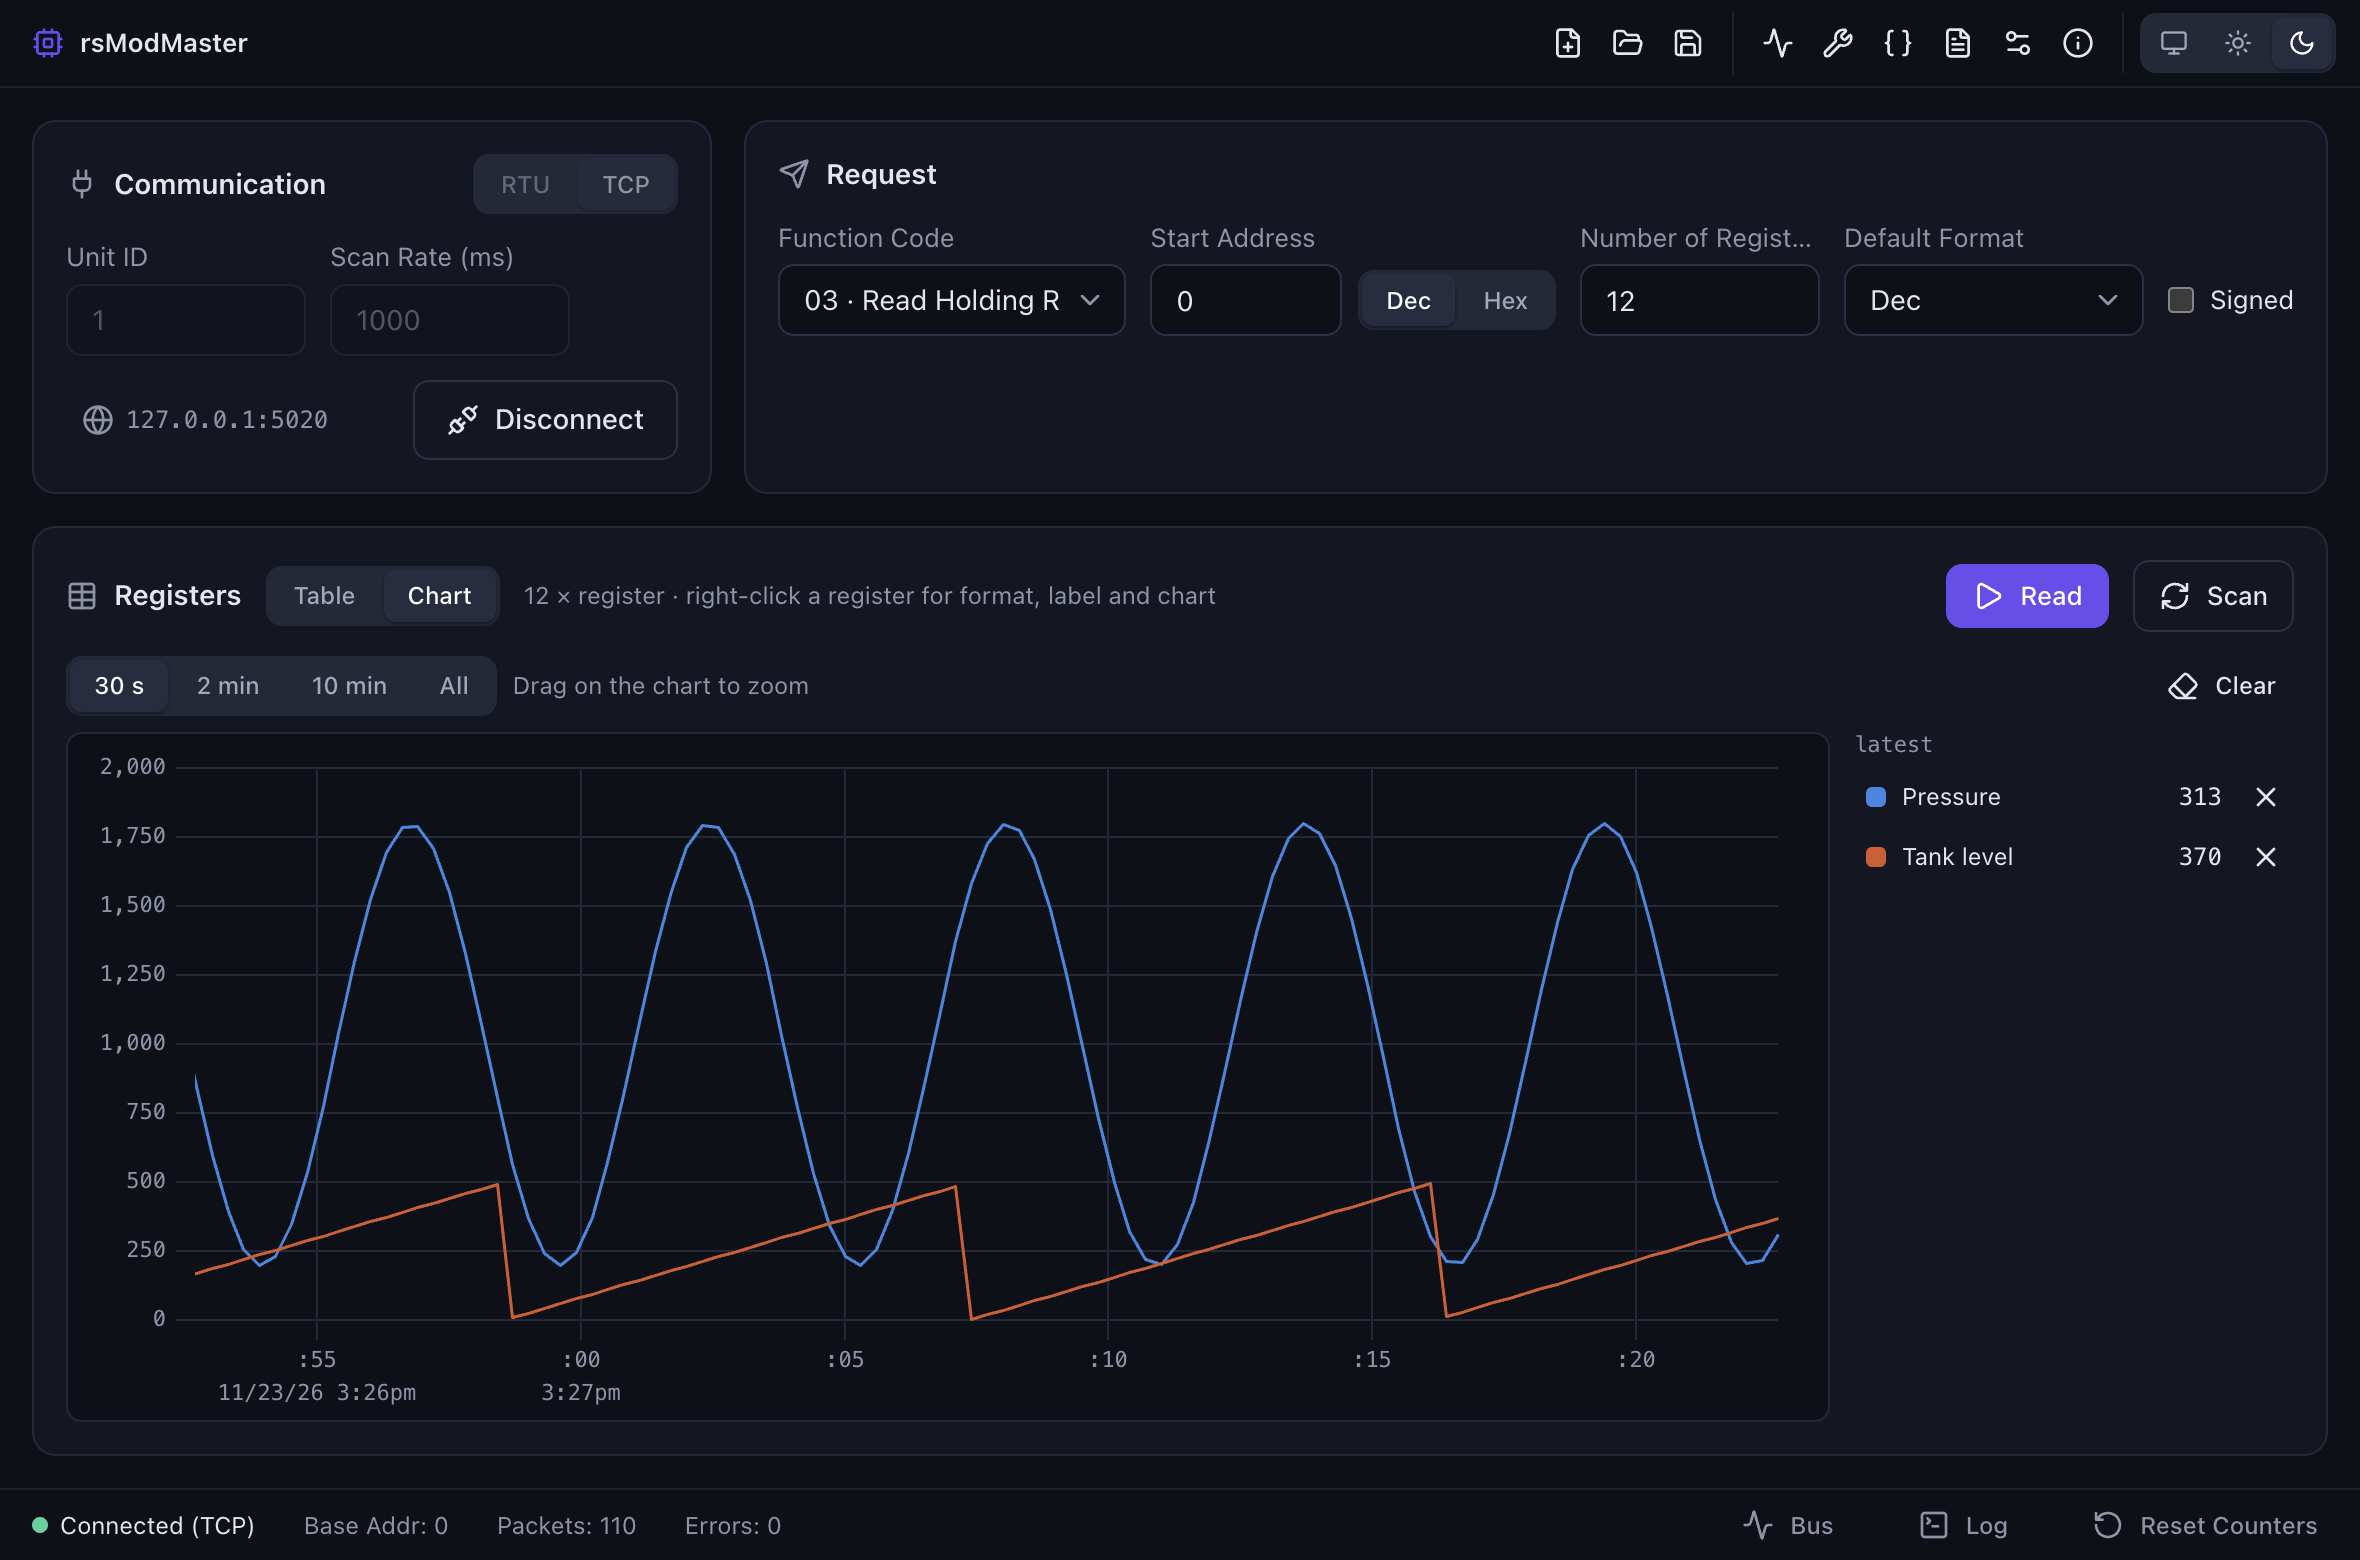 rsModMaster
Communication
RTU
TCP
Unit ID
Scan Rate (ms)
1
1000
127.0.0.1:5020
Disconnect
Request
Function Code
Start Address
Number of Regist...
Default Format
03 · Read Holding R
0
Dec
Hex
12
Dec
Signed
Registers
Table
Chart
12 × register · right-click a register for format, label and chart
Read
Scan
30 s
2 min
10 min
All
Drag on the chart to zoom
Clear
2,000
1,750
1,500
1,250
1,000
750
500
250
0
:55
:00
:05
:10
:15
:20
11/23/26 3:26pm
3:27pm
latest
Pressure
313
Tank level
370
Connected (TCP)
Base Addr: 0
Packets: 110
Errors: 0
Bus
Log
Reset Counters